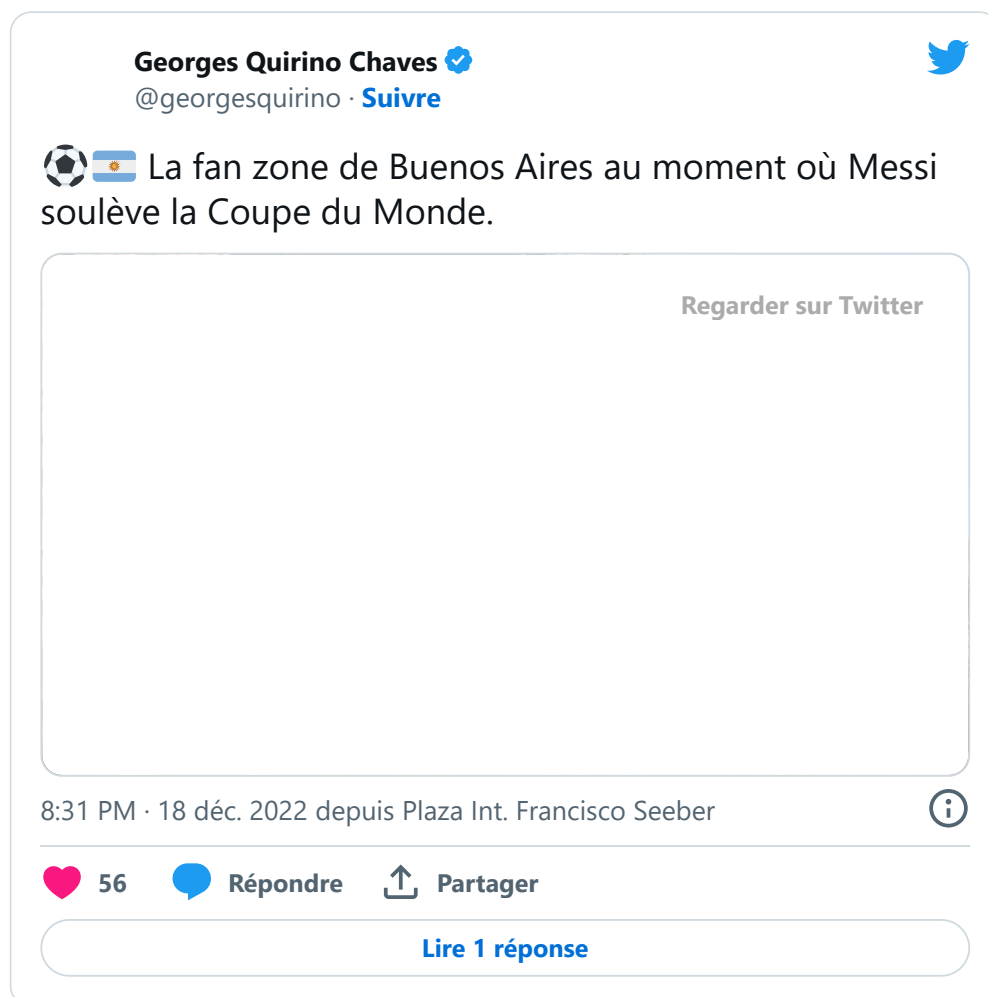 Georges Quirino Chaves
@georgesquirino · Suivre
⚽🇦🇷 La fan zone de Buenos Aires au moment où Messi
soulève la Coupe du Monde.
Regarder sur Twitter
8:31 PM · 18 déc. 2022 depuis Plaza Int. Francisco Seeber
56 Répondre Partager
Lire 1 réponse